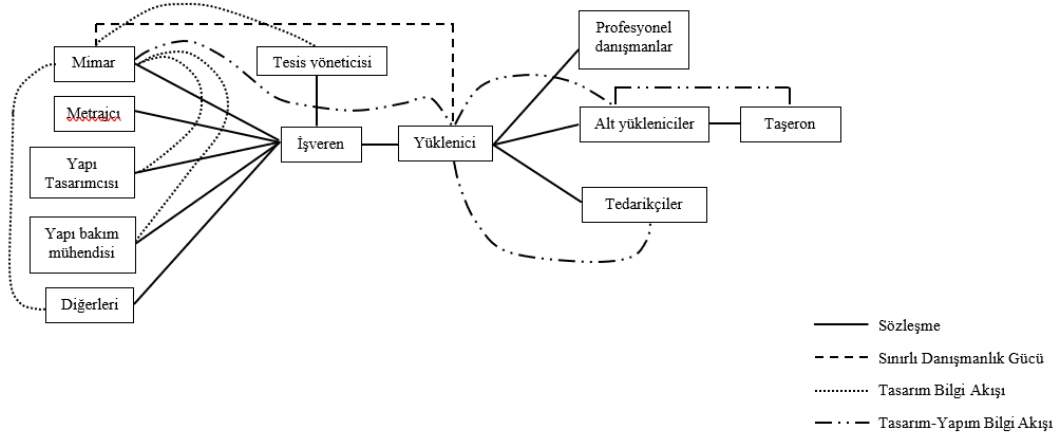 Profesyonel
danışmanlar
Mimar
Tesis yöneticisi
Metrajcı
Alt yükleniciler
Taşeron
İşveren
Yüklenici
Yapı
Tasarımcısı
Tedarikçiler
Yapı bakım
mühendisi
Diğerleri
Sözleşme
Sınırlı Danışmanlık Gücü
Tasarım Bilgi Akışı
Tasarım-Yapım Bilgi Akışı